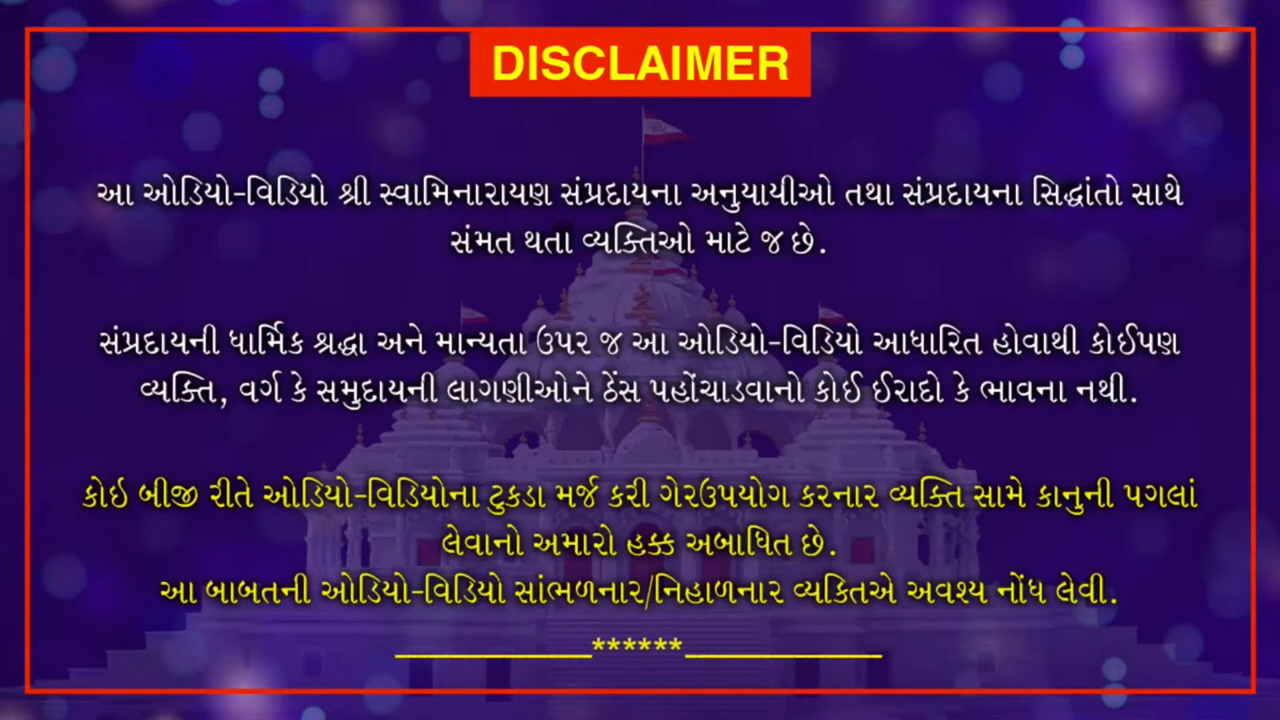 DISCLAIMER
આ ઓડિયો-વિડિયો શ્રી સ્વામિનારાયણ સંપ્રદાયના અનુયાયીઓ તથા સંપ્રદાયના સિદ્ધાંતો સાથે
સંમત થતા વ્યક્તિઓ માટે જ છે.
સંપ્રદાયની ધાર્મિક શ્રદ્ધા અને માન્યતા ઉપર જ આ ઓડિયો-વિડિયો આધારિત હોવાથી કોઈપણ
વ્યક્તિ, વર્ગ કે સમુદાયની લાગણીઓને ઠેંસ પહોંચાડવાનો કોઈ ઈરાદો કે ભાવના નથી.
કોઇ બીજી રીતે ઓડિયો-વિડિયોના ટુકડા મર્જ કરી ગેરઉપયોગ કરનાર વ્યક્તિ સામે કાનુની પગલાં
લેવાનો અમારો હક્ક અબાધિત છે.
આ બાબતની ઓડિયો-વિડિયો સાંભળનાર/નિહાળનાર વ્યકિતએ અવશ્ય નોંધ લેવી.
______________******______________